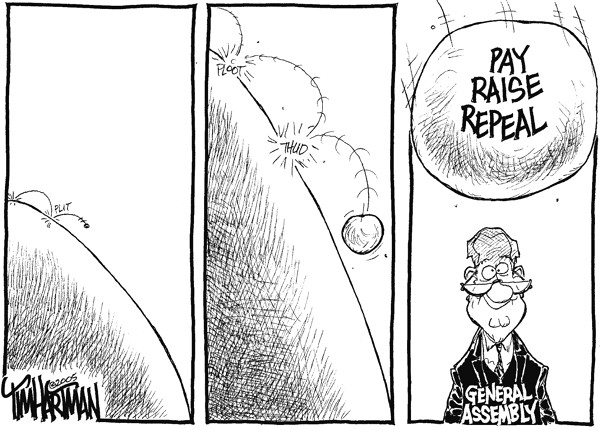 PLIT
©2005
TIM HARTMAN
PLOOT
THUD
PAY
RAISE
REPEAL
GENERAL
ASSEMBLY